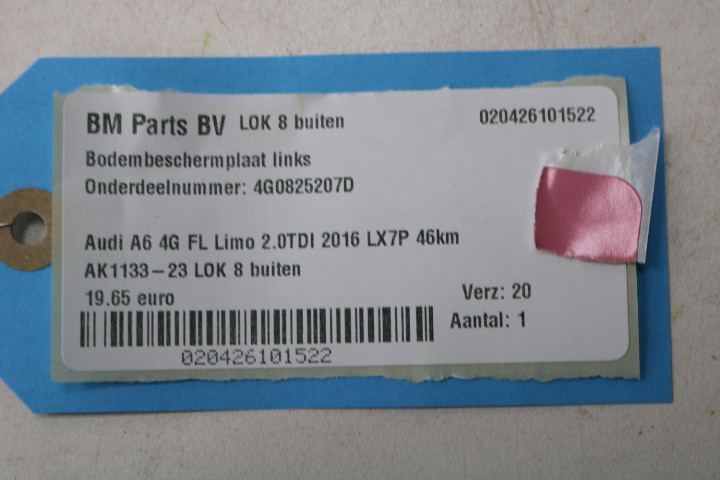 BM Parts BV LOK 8 buiten 020426101522
Bodembeschermplaat links
Onderdeelnummer: 4G0825207D
Audi A6 4G FL Limo 2.0TDI 2016 LX7P 46km
AK1133-23 LOK 8 buiten
19.65 euro Verz: 20
Aantal: 1
020426101522